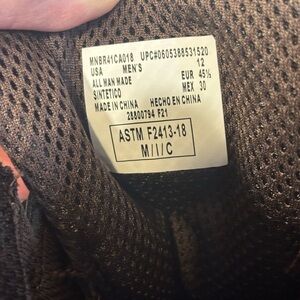 MNBR41CA018 UPC#0605388531520
USA MEN'S 12
ALL MAN MADE EUR 45½
SINTETICO MEX 30
MADE IN CHINA HECHO EN CHINA
28800794 F21
ASTM F2413-18
M/I/C